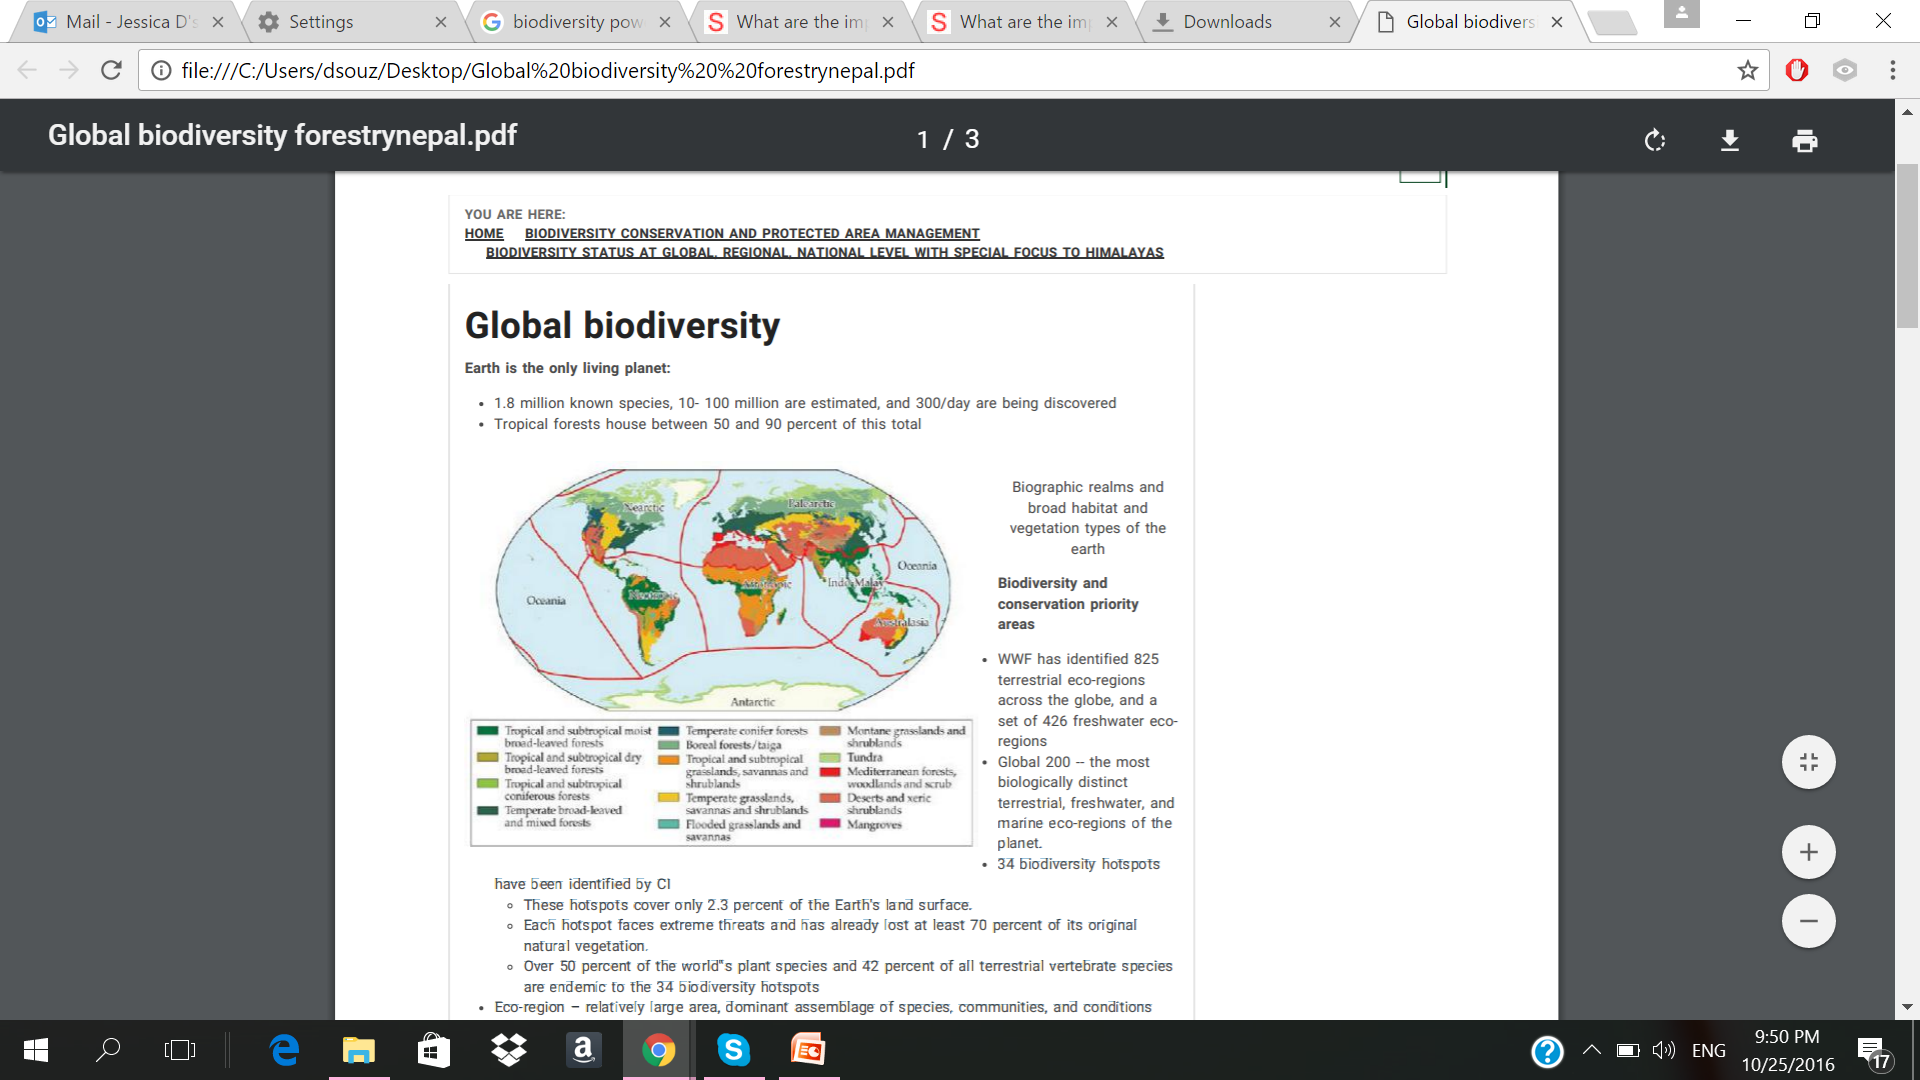 Mail - Jessica D's
Settings
biodiversity pow
What are the imp
What are the imp
Downloads
Global biodivers
file:///C:/Users/dsouz/Desktop/Global%20biodiversity%20%20forestrynepal.pdf
Global biodiversity forestrynepal.pdf
1 / 3
YOU ARE HERE:
HOME BIODIVERSITY CONSERVATION AND PROTECTED AREA MANAGEMENT
BIODIVERSITY STATUS AT GLOBAL, REGIONAL, NATIONAL LEVEL WITH SPECIAL FOCUS TO HIMALAYAS
Global biodiversity
Earth is the only living planet:
• 1.8 million known species, 10- 100 million are estimated, and 300/day are being discovered
• Tropical forests house between 50 and 90 percent of this total
Nearctic
Palearctic
Oceania
Neotropic
Afrotropic
Indo-Malay
Oceania
Australasia
Antarctic
Tropical and subtropical moist
broad-leaved forests
Tropical and subtropical dry
broad-leaved forests
Tropical and subtropical
coniferous forests
Temperate broad-leaved
and mixed forests
Temperate conifer forests
Boreal forests/taiga
Tropical and subtropical
grasslands, savannas and
shrublands
Temperate grasslands,
savannas and shrublands
Flooded grasslands and
savannas
Montane grasslands and
shrublands
Tundra
Mediterranean forests,
woodlands and scrub
Deserts and xeric
shrublands
Mangroves
Biographic realms and
broad habitat and
vegetation types of the
earth
Biodiversity and
conservation priority
areas
• WWF has identified 825
terrestrial eco-regions
across the globe, and a
set of 426 freshwater eco-
regions
• Global 200 – the most
biologically distinct
terrestrial, freshwater, and
marine eco-regions of the
planet.
• 34 biodiversity hotspots
have been identified by CI
◦ These hotspots cover only 2.3 percent of the Earth's land surface.
◦ Each hotspot faces extreme threats and has already lost at least 70 percent of its original
natural vegetation.
◦ Over 50 percent of the world"s plant species and 42 percent of all terrestrial vertebrate species
are endemic to the 34 biodiversity hotspots
• Eco-region – relatively large area, dominant assemblage of species, communities, and conditions
ENG
9:50 PM
10/25/2016
17